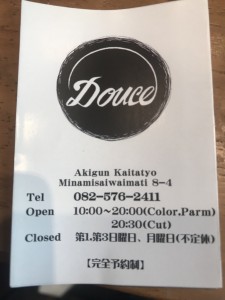 Douce
Akigun Kaitatyo
Minamisaiwaimati 8-4
Tel 082-576-2411
Open 10:00~20:00(Color,Parm)
20:30(Cut)
Closed 第1,第3日曜日、月曜日(不定休)
【完全予約制】